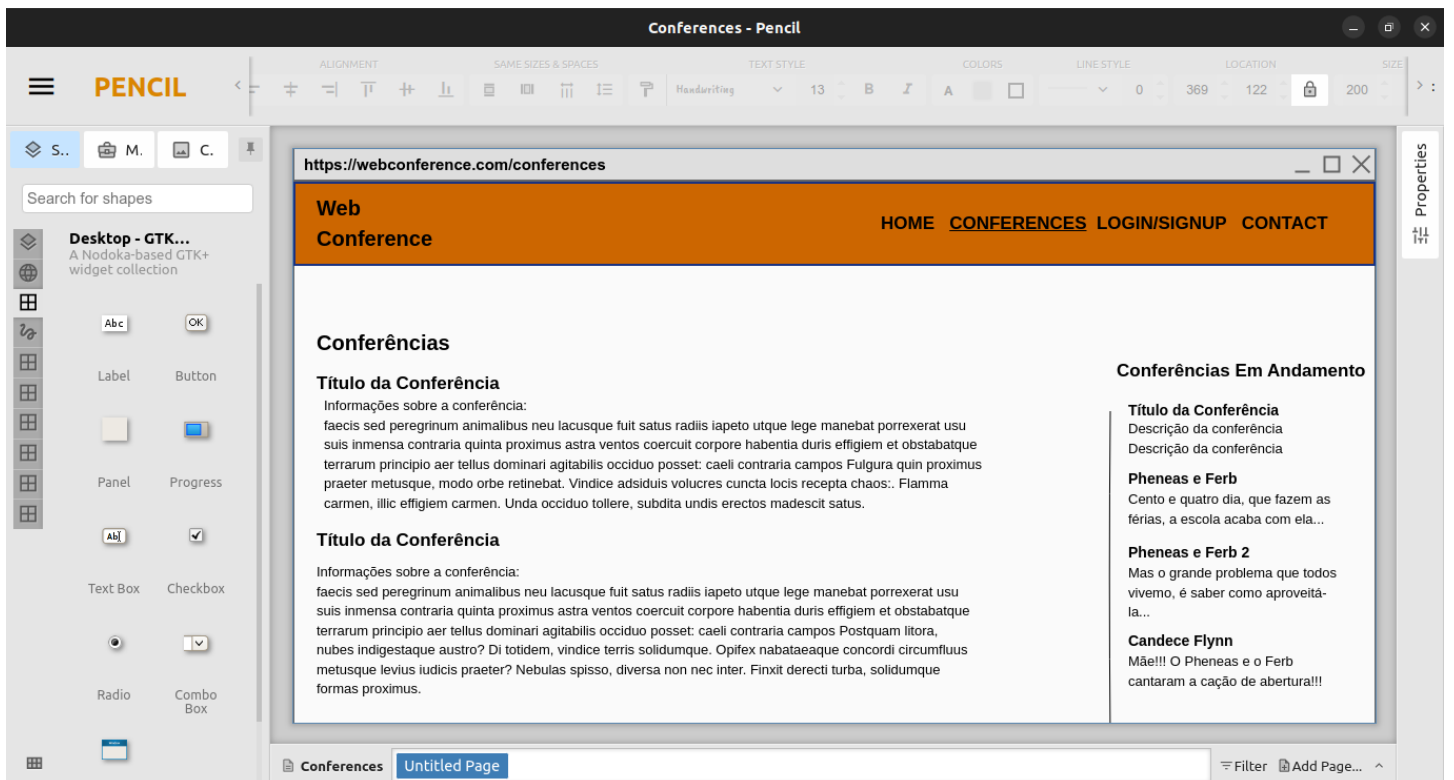 Conferences - Pencil
PENCIL
ALIGNMENT
SAME SIZES & SPACES
TEXT STYLE
COLORS
LINE STYLE
LOCATION
SIZE
Handwriting
13
B
I
A
0
369
122
200
S..
M.
C.
Search for shapes
Desktop - GTK...
A Nodoka-based GTK+
widget collection
Abc
OK
Label
Button
Panel
Progress
Ab
Text Box
Checkbox
Radio
Combo
Box
https://webconference.com/conferences
Web
Conference
HOME CONFERENCES LOGIN/SIGNUP CONTACT
Conferências
Título da Conferência
Informações sobre a conferência:
faecis sed peregrinum animalibus neu lacusque fuit satus radiis iapeto utque lege manebat porrexerat usu
suis inmensa contraria quinta proximus astra ventos coercuit corpore habentia duris effigiem et obstabatque
terrarum principio aer tellus dominari agitabilis occiduo posset: caeli contraria campos Fulgura quin proximus
praeter metusque, modo orbe retinebat. Vindice adsiduis volucres cuncta locis recepta chaos:. Flamma
carmen, illic effigiem carmen. Unda occiduo tollere, subdita undis erectos madescit satus.
Título da Conferência
Informações sobre a conferência:
faecis sed peregrinum animalibus neu lacusque fuit satus radiis iapeto utque lege manebat porrexerat usu
suis inmensa contraria quinta proximus astra ventos coercuit corpore habentia duris effigiem et obstabatque
terrarum principio aer tellus dominari agitabilis occiduo posset: caeli contraria campos Postquam litora,
nubes indigestaque austro? Di totidem, vindice terris solidumque. Opifex nabataeaque concordi circumfluus
metusque levius iudicis praeter? Nebulas spisso, diversa non nec inter. Finxit derecti turba, solidumque
formas proximus.
Conferências Em Andamento
Título da Conferência
Descrição da conferência
Descrição da conferência
Pheneas e Ferb
Cento e quatro dia, que fazem as
férias, a escola acaba com ela...
Pheneas e Ferb 2
Mas o grande problema que todos
vivemo, é saber como aproveitá-
la...
Candece Flynn
Mãe!!! O Pheneas e o Ferb
cantaram a cação de abertura!!!
Properties
Conferences
Untitled Page
Filter
Add Page...